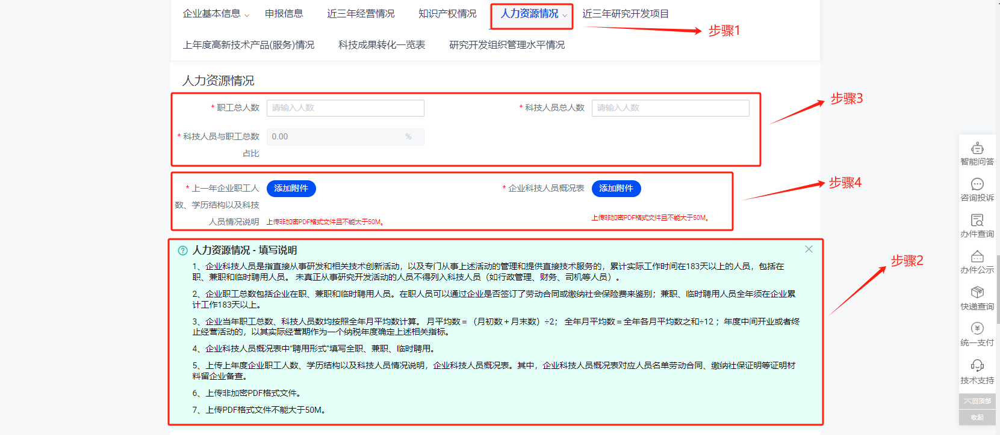 企业基本信息 申报信息 近三年经营情况 知识产权情况 人力资源情况 近三年研究开发项目
步骤1
上年度高新技术产品(服务)情况 科技成果转化一览表 研究开发组织管理水平情况
人力资源情况
步骤3
* 职工总人数 请输入人数 * 科技人员总人数 请输入人数
* 科技人员与职工总数 0.00 %
占比
步骤4
* 上一年企业职工人 添加附件 * 企业科技人员概况表 添加附件
数、学历结构以及科技
人员情况说明 上传非加密PDF格式文件且不能大于50M。 上传非加密PDF格式文件且不能大于50M。
步骤2
人力资源情况 - 填写说明
1、企业科技人员是指直接从事研发和相关技术创新活动，以及专门从事上述活动的管理和提供直接技术服务的，累计实际工作时间在183天以上的人员，包括在
职、兼职和临时聘用人员。 未真正从事研究开发活动的人员不得列入科技人员（如行政管理、财务、司机等人员）。
2、企业职工总数包括企业在职、兼职和临时聘用人员。在职人员可以通过企业是否签订了劳动合同或缴纳社会保险费来鉴别；兼职、临时聘用人员全年须在企业累
计工作183天以上。
3、企业当年职工总数、科技人员数均按照全年月平均数计算。 月平均数＝（月初数＋月末数）÷2； 全年月平均数＝全年各月平均数之和÷12 ；年度中间开业或者终
止经营活动的，以其实际经营期作为一个纳税年度确定上述相关指标。
4、企业科技人员概况表中“聘用形式”填写全职、兼职、临时聘用。
5、上传上年度企业职工人数、学历结构以及科技人员情况说明，企业科技人员概况表。其中，企业科技人员概况表对应人员名单劳动合同、缴纳社保证明等证明材
料留企业备查。
6、上传非加密PDF格式文件。
7、上传PDF格式文件不能大于50M。
智能问答
咨询投诉
办件查询
办件公示
快递查询
统一支付
技术支持
回顶部
收起